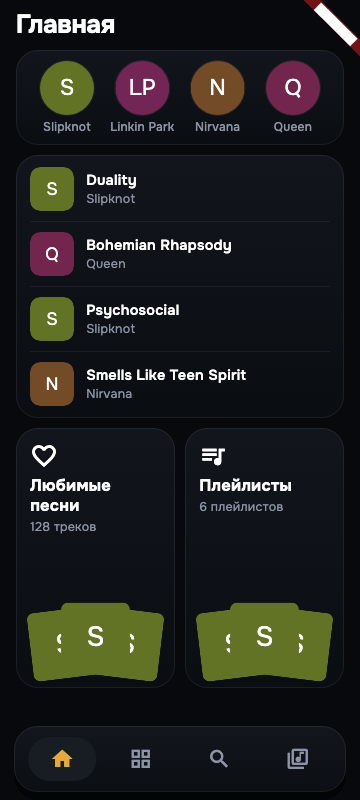 Главная
S
LP
N
Q
Slipknot
Linkin Park
Nirvana
Queen
S
Duality
Slipknot
Q
Bohemian Rhapsody
Queen
S
Psychosocial
Slipknot
N
Smells Like Teen Spirit
Nirvana
Любимые
песни
128 треков
Плейлисты
6 плейлистов
S S S
S S S